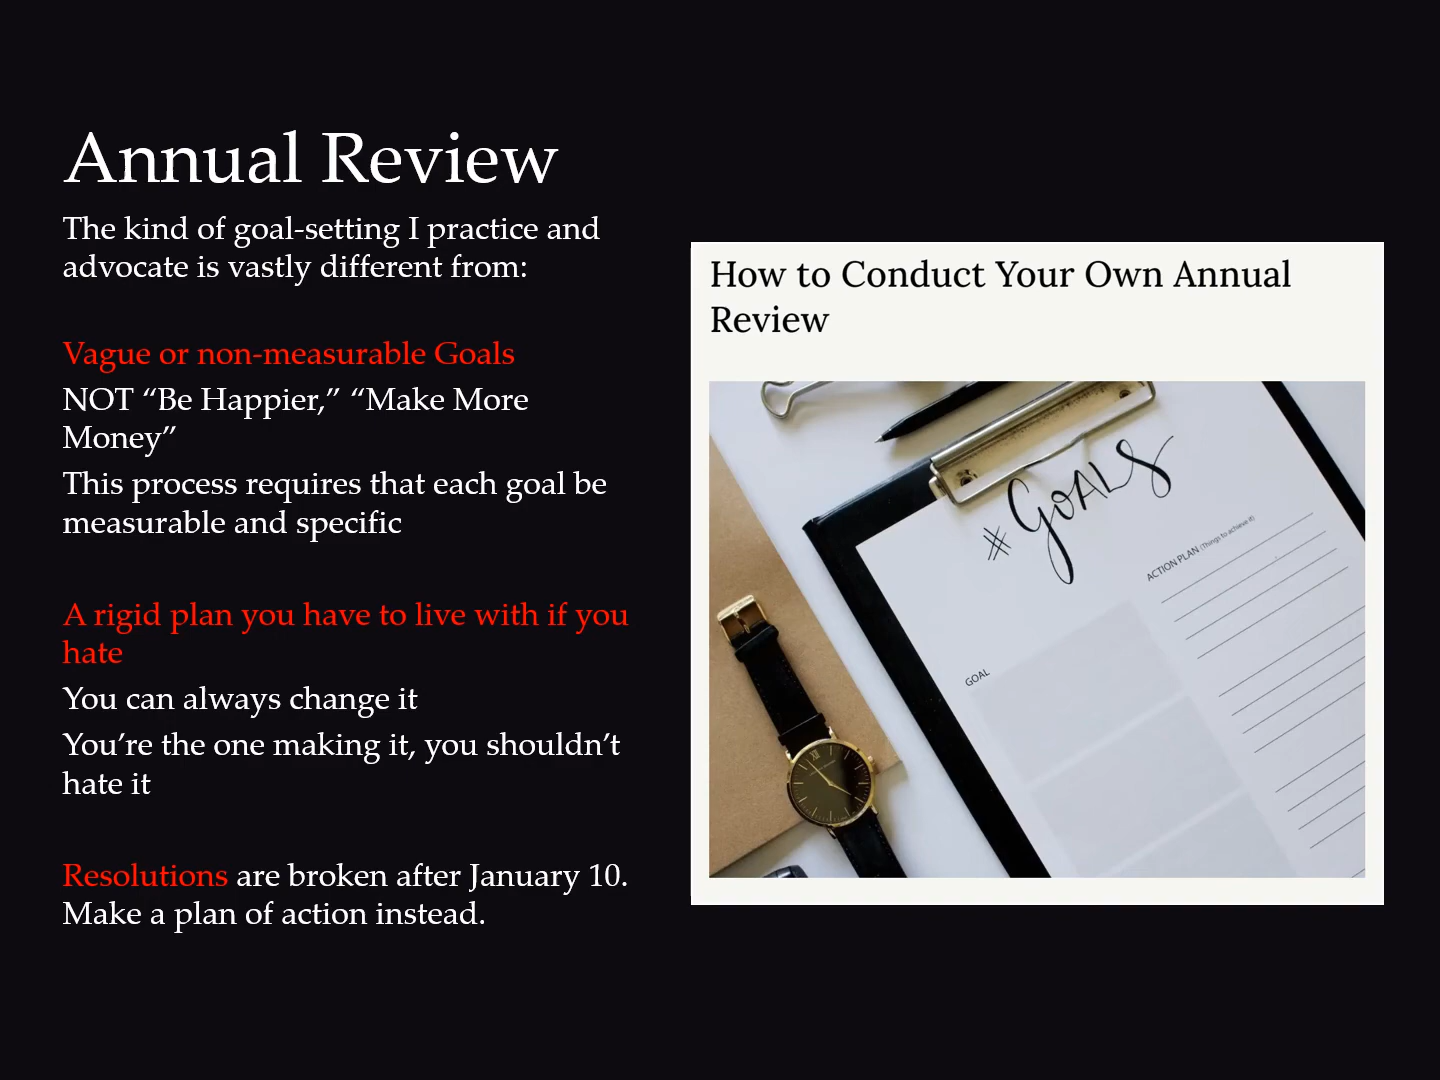 Annual Review
The kind of goal-setting I practice and
advocate is vastly different from:
Vague or non-measurable Goals
NOT “Be Happier,” “Make More
Money”
This process requires that each goal be
measurable and specific
A rigid plan you have to live with if you
hate
You can always change it
You’re the one making it, you shouldn’t
hate it
Resolutions are broken after January 10.
Make a plan of action instead.
How to Conduct Your Own Annual
Review
#GOALS
ACTION PLAN (Things to achieve it)
GOAL